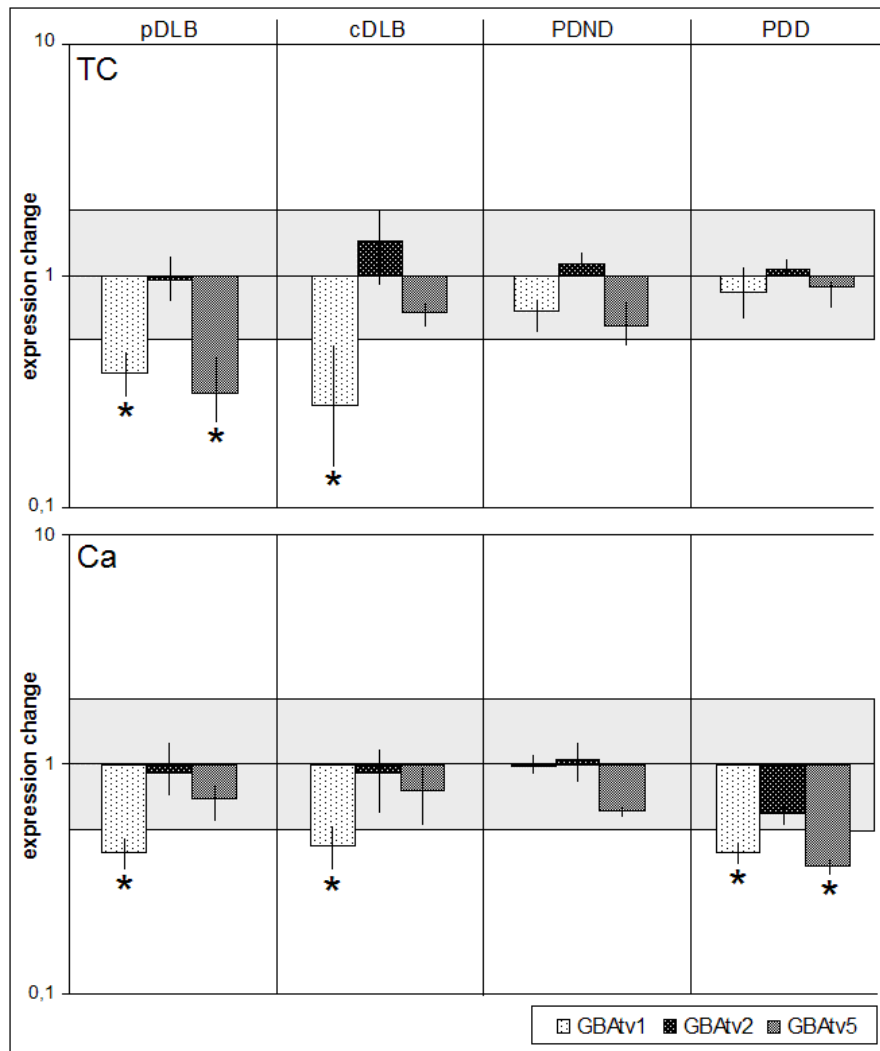 pDLB cDLB PDND PDD
10
TC
expression change
1
*
*
*
0,1
10
Ca
expression change
1
*
*
*
*
0,1
GBAtv1 GBAtv2 GBAtv5